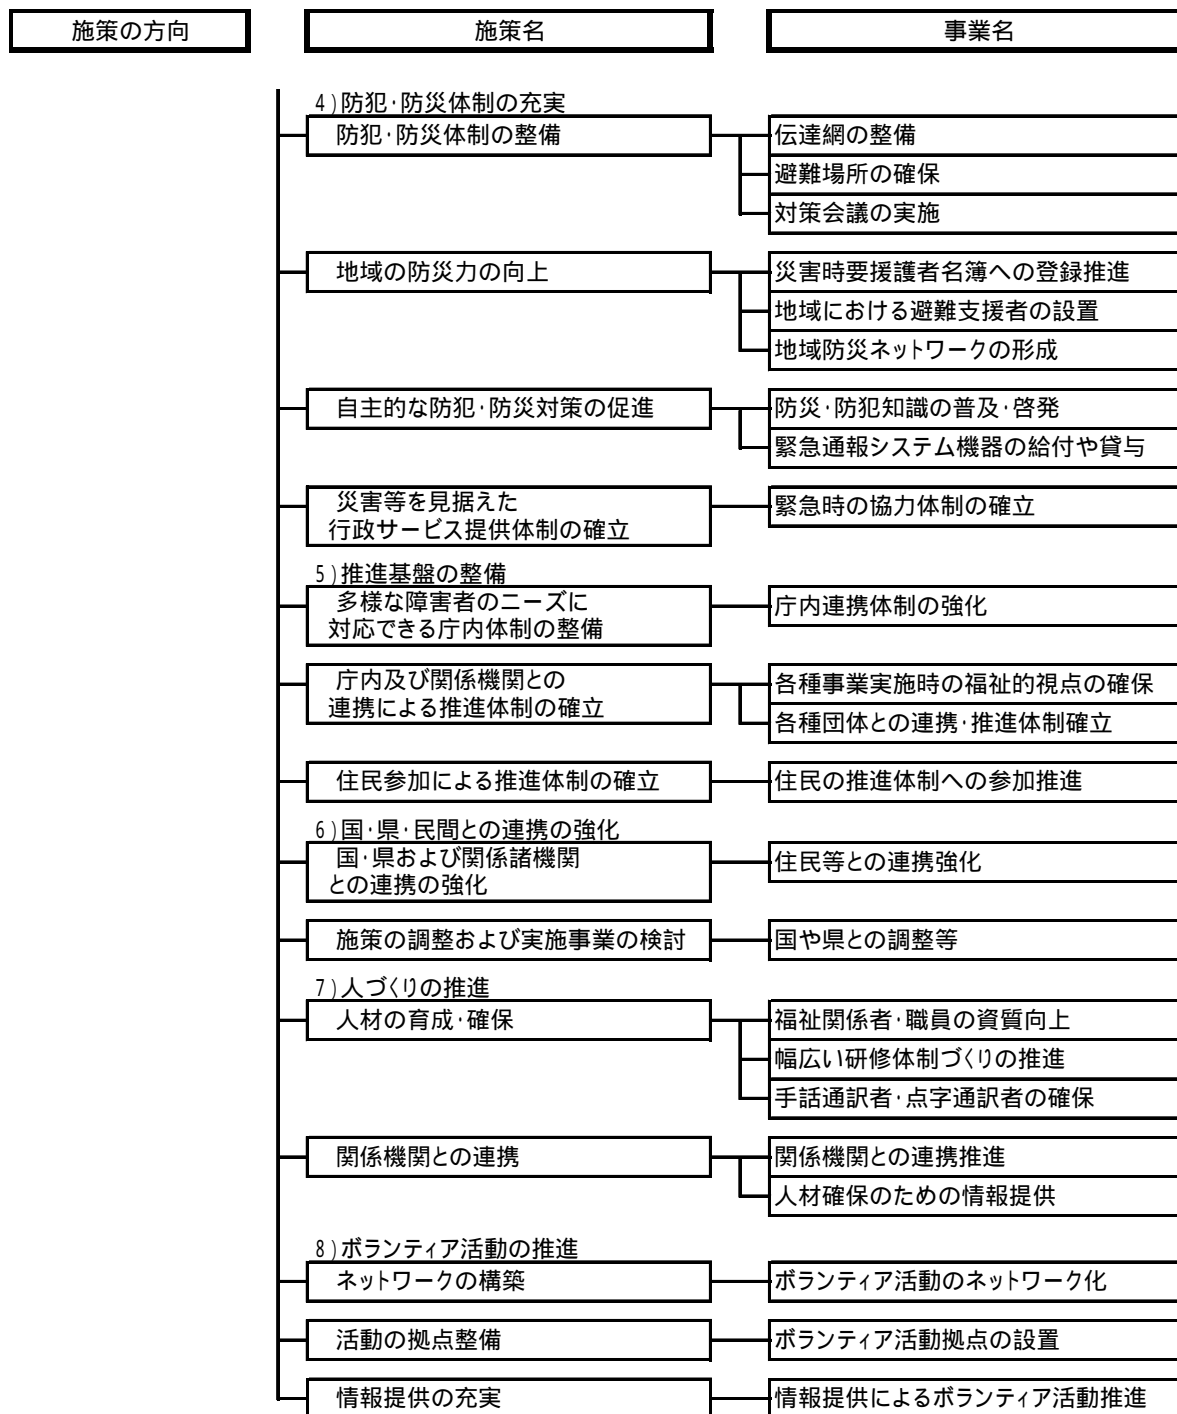 施策の方向
施策名
事業名
4)防犯・防災体制の充実
防犯・防災体制の整備
伝達網の整備
避難場所の確保
対策会議の実施
地域の防災力の向上
災害時要援護者名簿への登録推進
地域における避難支援者の設置
地域防災ネットワークの形成
自主的な防犯・防災対策の促進
防災・防犯知識の普及・啓発
緊急通報システム機器の給付や貸与
災害等を見据えた
行政サービス提供体制の確立
緊急時の協力体制の確立
5)推進基盤の整備
多様な障害者のニーズに
対応できる庁内体制の整備
庁内連携体制の強化
庁内及び関係機関との
連携による推進体制の確立
各種事業実施時の福祉的視点の確保
各種団体との連携・推進体制確立
住民参加による推進体制の確立
住民の推進体制への参加推進
6)国・県・民間との連携の強化
国・県および関係諸機関
との連携の強化
住民等との連携強化
施策の調整および実施事業の検討
国や県との調整等
7)人づくりの推進
人材の育成・確保
福祉関係者・職員の資質向上
幅広い研修体制づくりの推進
手話通訳者・点字通訳者の確保
関係機関との連携
関係機関との連携推進
人材確保のための情報提供
8)ボランティア活動の推進
ネットワークの構築
ボランティア活動のネットワーク化
活動の拠点整備
ボランティア活動拠点の設置
情報提供の充実
情報提供によるボランティア活動推進